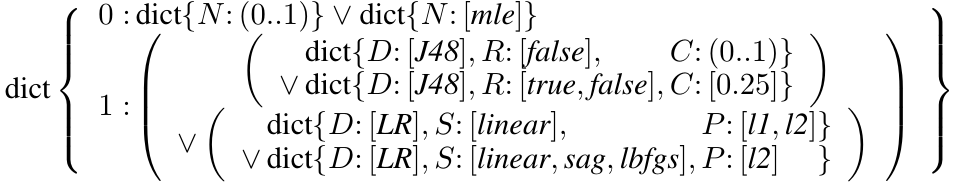 dict { 0 : dict{N: (0..1)} ∨ dict{N: [mle]}
1 : ( ( dict{D: [J48], R: [false], C: (0..1)}
∨ dict{D: [J48], R: [true, false], C: [0.25]} )
∨ ( dict{D: [LR], S: [linear], P: [l1, l2]}
∨ dict{D: [LR], S: [linear, sag, lbfgs], P: [l2] } ) ) }